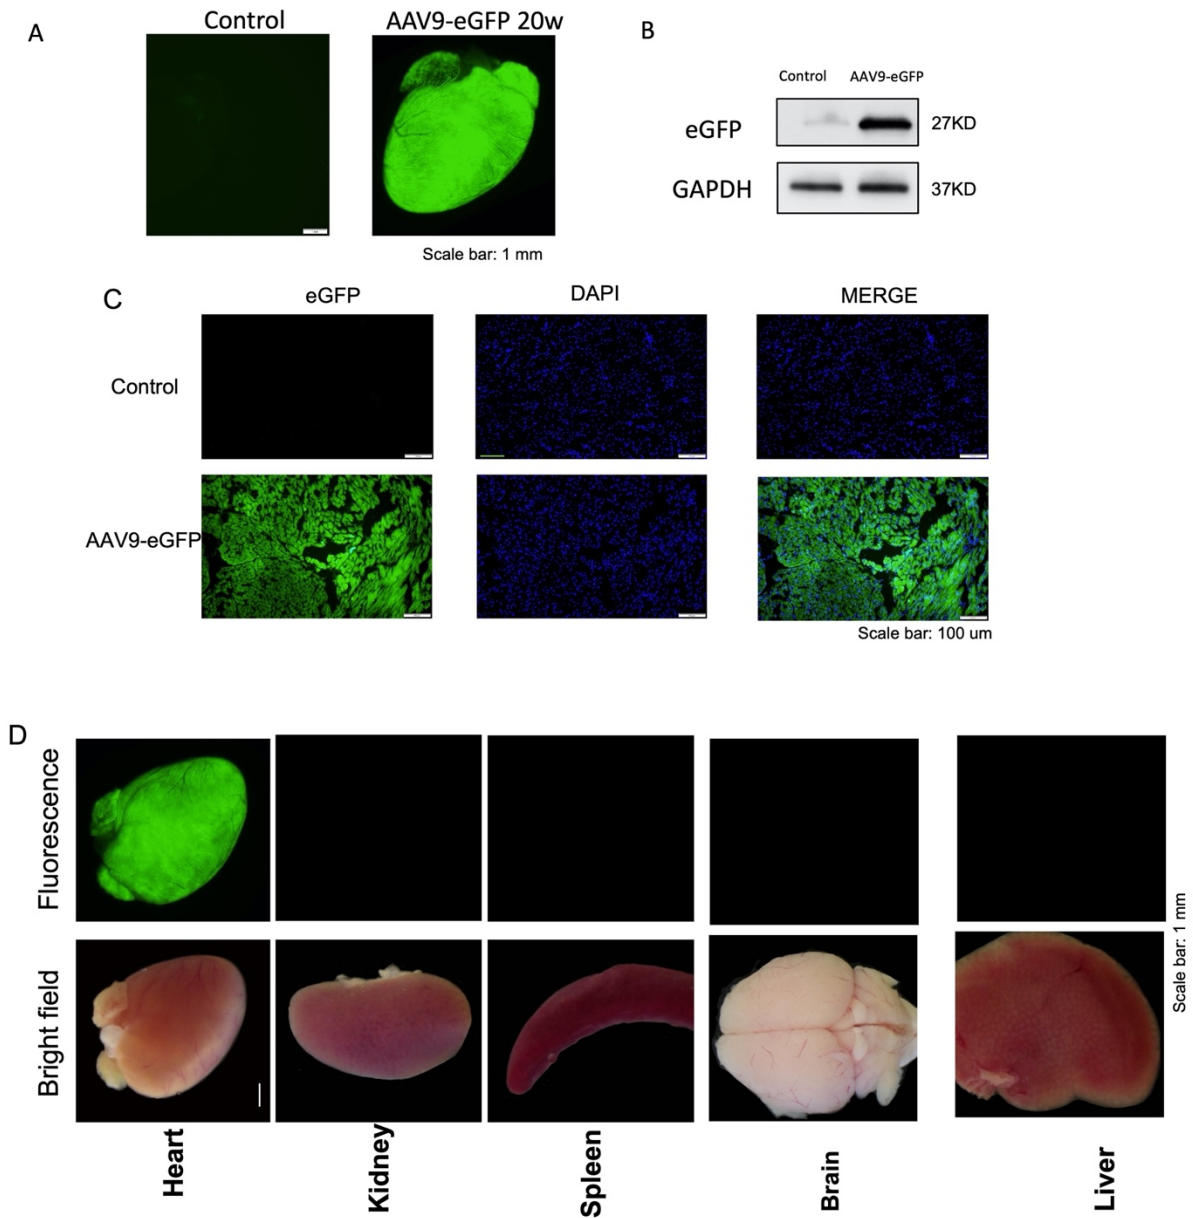 A
Control
AAV9-eGFP 20w
Scale bar: 1 mm
B
Control
AAV9-eGFP
eGFP
27KD
GAPDH
37KD
C
eGFP
DAPI
MERGE
Control
AAV9-eGFP
Scale bar: 100 um
D
Fluorescence
Bright field
Scale bar: 1 mm
Heart
Kidney
Spleen
Brain
Liver